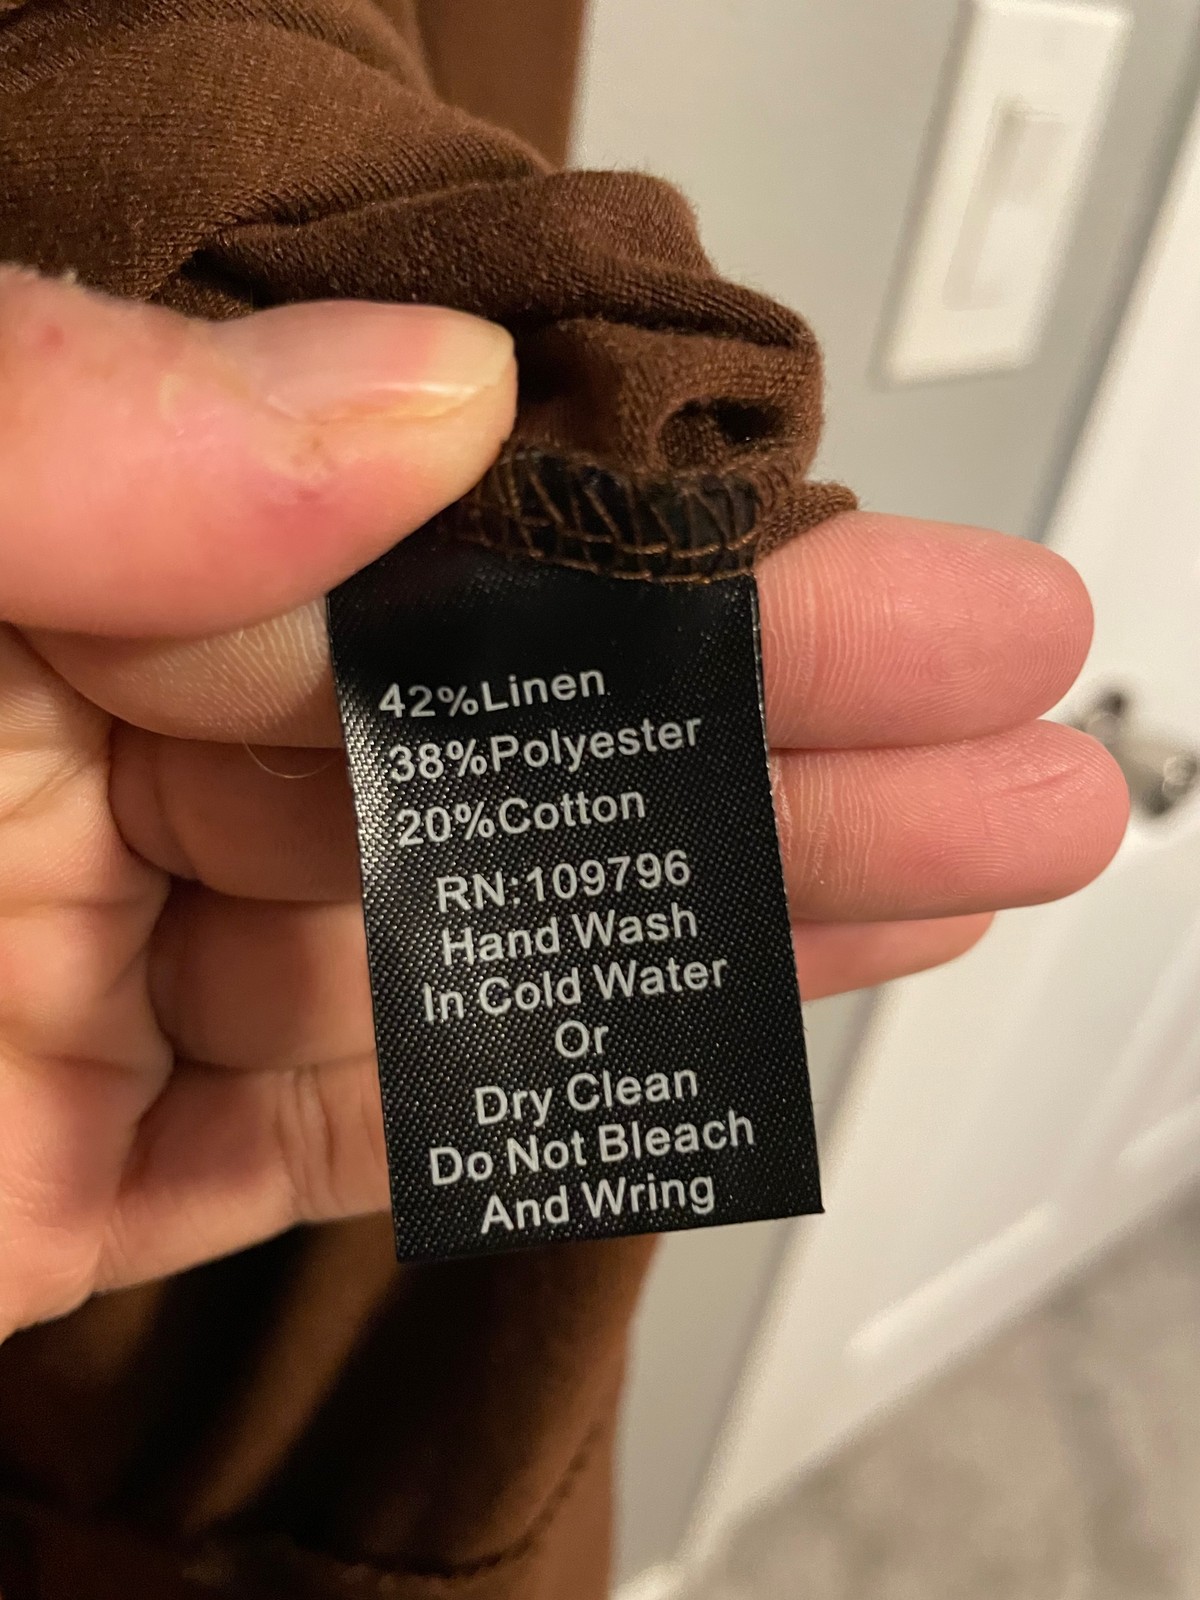 42%Linen
38%Polyester
20%Cotton
RN:109796
Hand Wash
In Cold Water
Or
Dry Clean
Do Not Bleach
And Wring